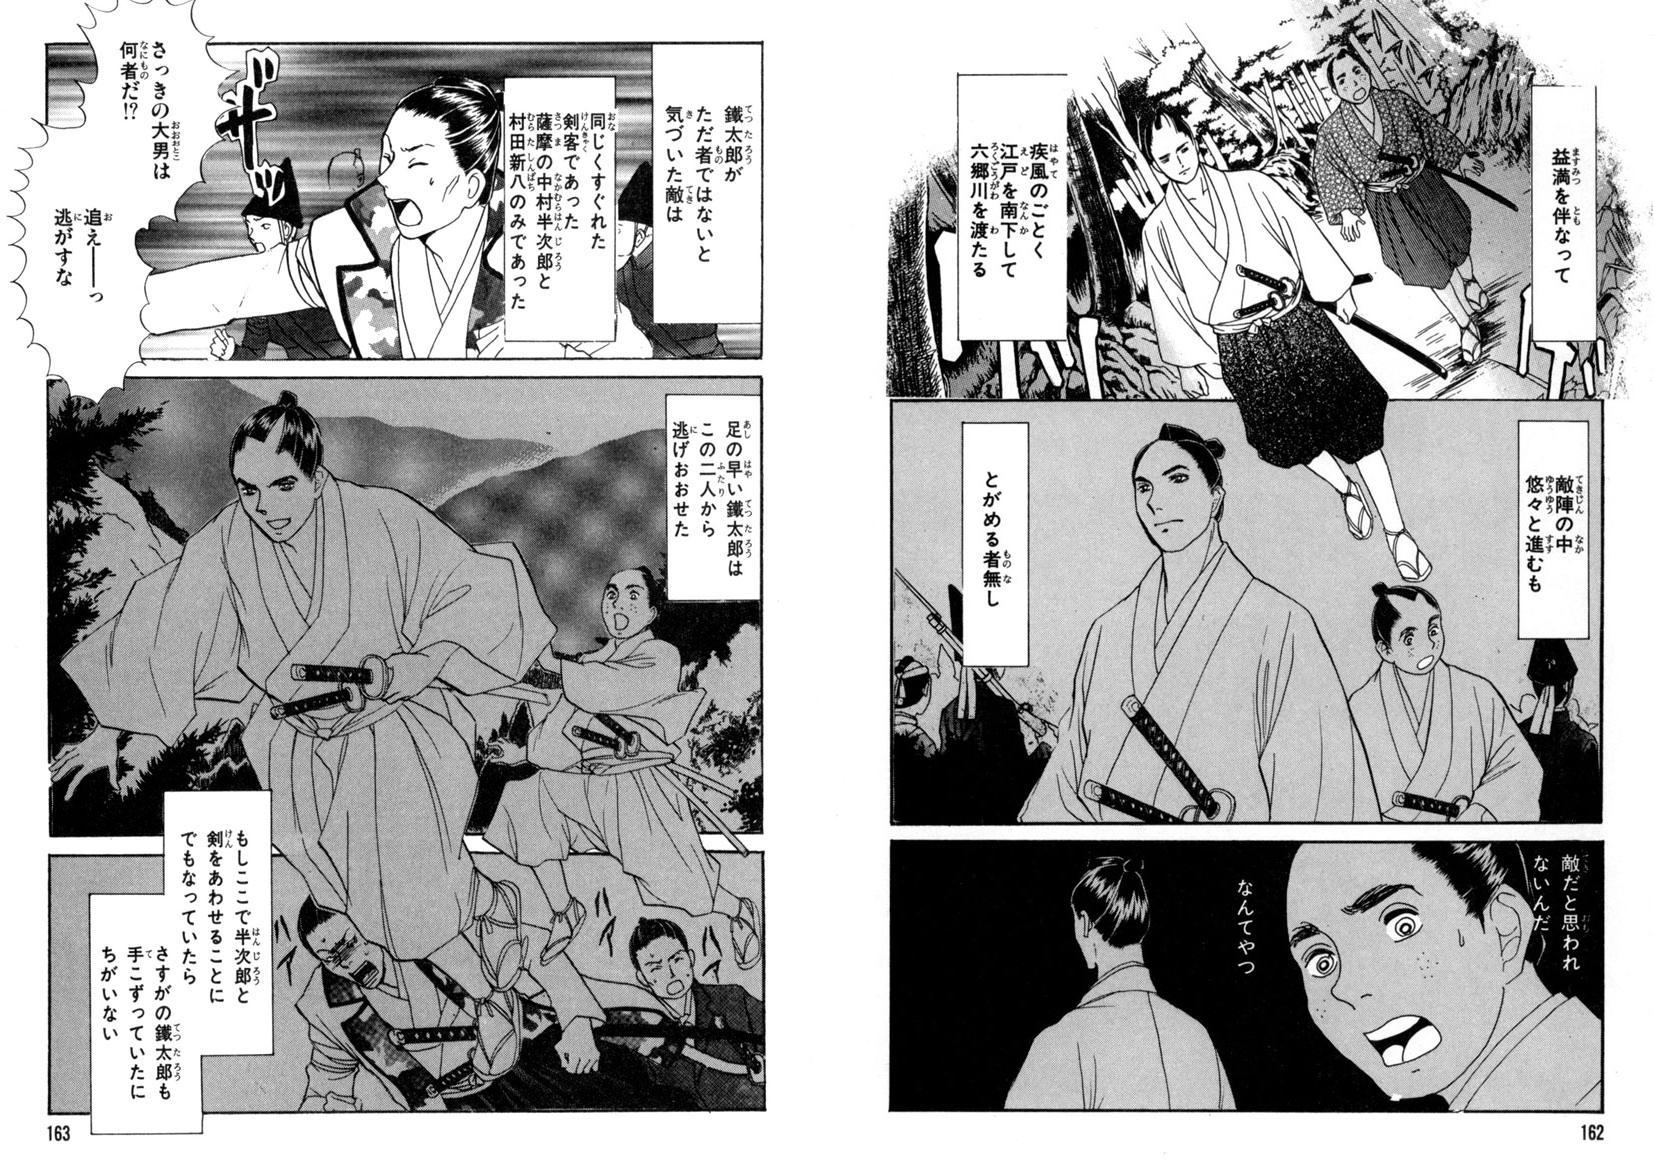 益満を伴なって
疾風のごとく
江戸を南下して
六郷川を渡たる
敵陣の中
悠々と進むも
とがめる者無し
敵だと思われ
ないんだ
なんてやつ
162
鐵太郎が
ただ者ではないと
気づいた敵は
同じくすぐれた
剣客であった
薩摩の中村半次郎と
村田新八のみであった
ザザッ
さっきの大男は
何者だ!?
追え――っ
逃がすな
足の早い鐵太郎は
この二人から
逃げおおせた
もしここで半次郎と
剣をあわせることに
でもなっていたら
さすがの鐵太郎も
手こずっていたに
ちがいない
ダダダ
ダダダ
163